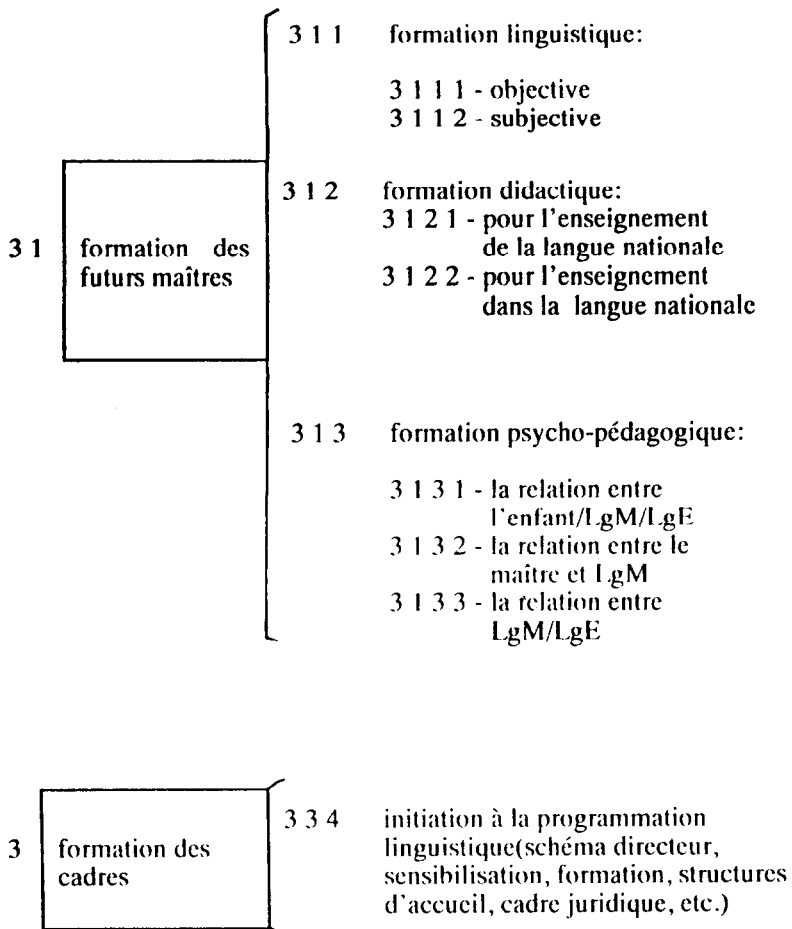 3 1 1 formation linguistique:
3 1 1 1 - objective
3 1 1 2 - subjective
3 1 2 formation didactique:
3 1 2 1 - pour l'enseignement
de la langue nationale
3 1 2 2 - pour l'enseignement
dans la langue nationale
3 1 formation des
futurs maîtres
3 1 3 formation psycho-pédagogique:
3 1 3 1 - la relation entre
l'enfant/LgM/LgE
3 1 3 2 - la relation entre le
maître et LgM
3 1 3 3 - la relation entre
LgM/LgE
3 formation des
cadres
3 3 4 initiation à la programmation
linguistique(schéma directeur,
sensibilisation, formation, structures
d'accueil, cadre juridique, etc.)